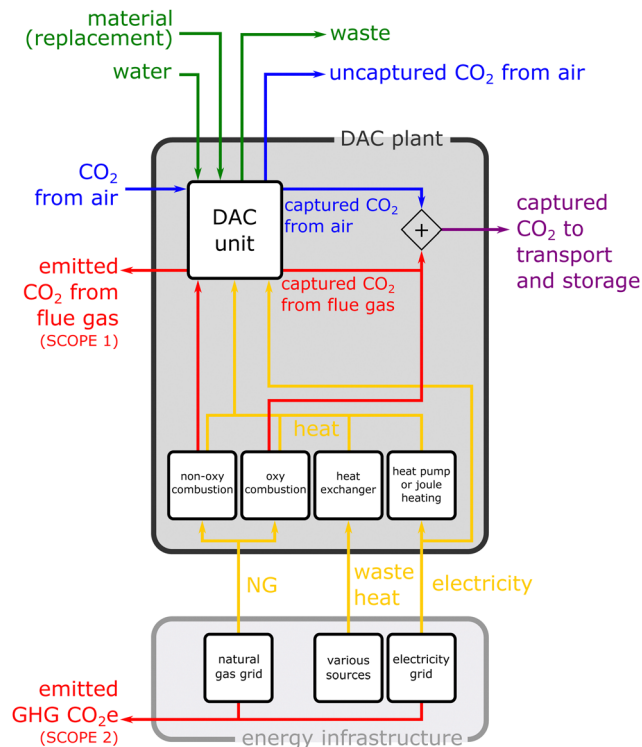 material
(replacement)
waste
water
uncaptured CO₂ from air
DAC plant
CO₂
from air
DAC
unit
captured CO₂
from air
+
captured
CO₂ to
transport
and storage
emitted
CO₂ from
flue gas
(SCOPE 1)
captured CO₂
from flue gas
heat
non-oxy
combustion
oxy
combustion
heat
exchanger
heat pump
or joule
heating
NG
waste
heat
electricity
natural
gas grid
various
sources
electricity
grid
emitted
GHG CO₂e
(SCOPE 2)
energy infrastructure